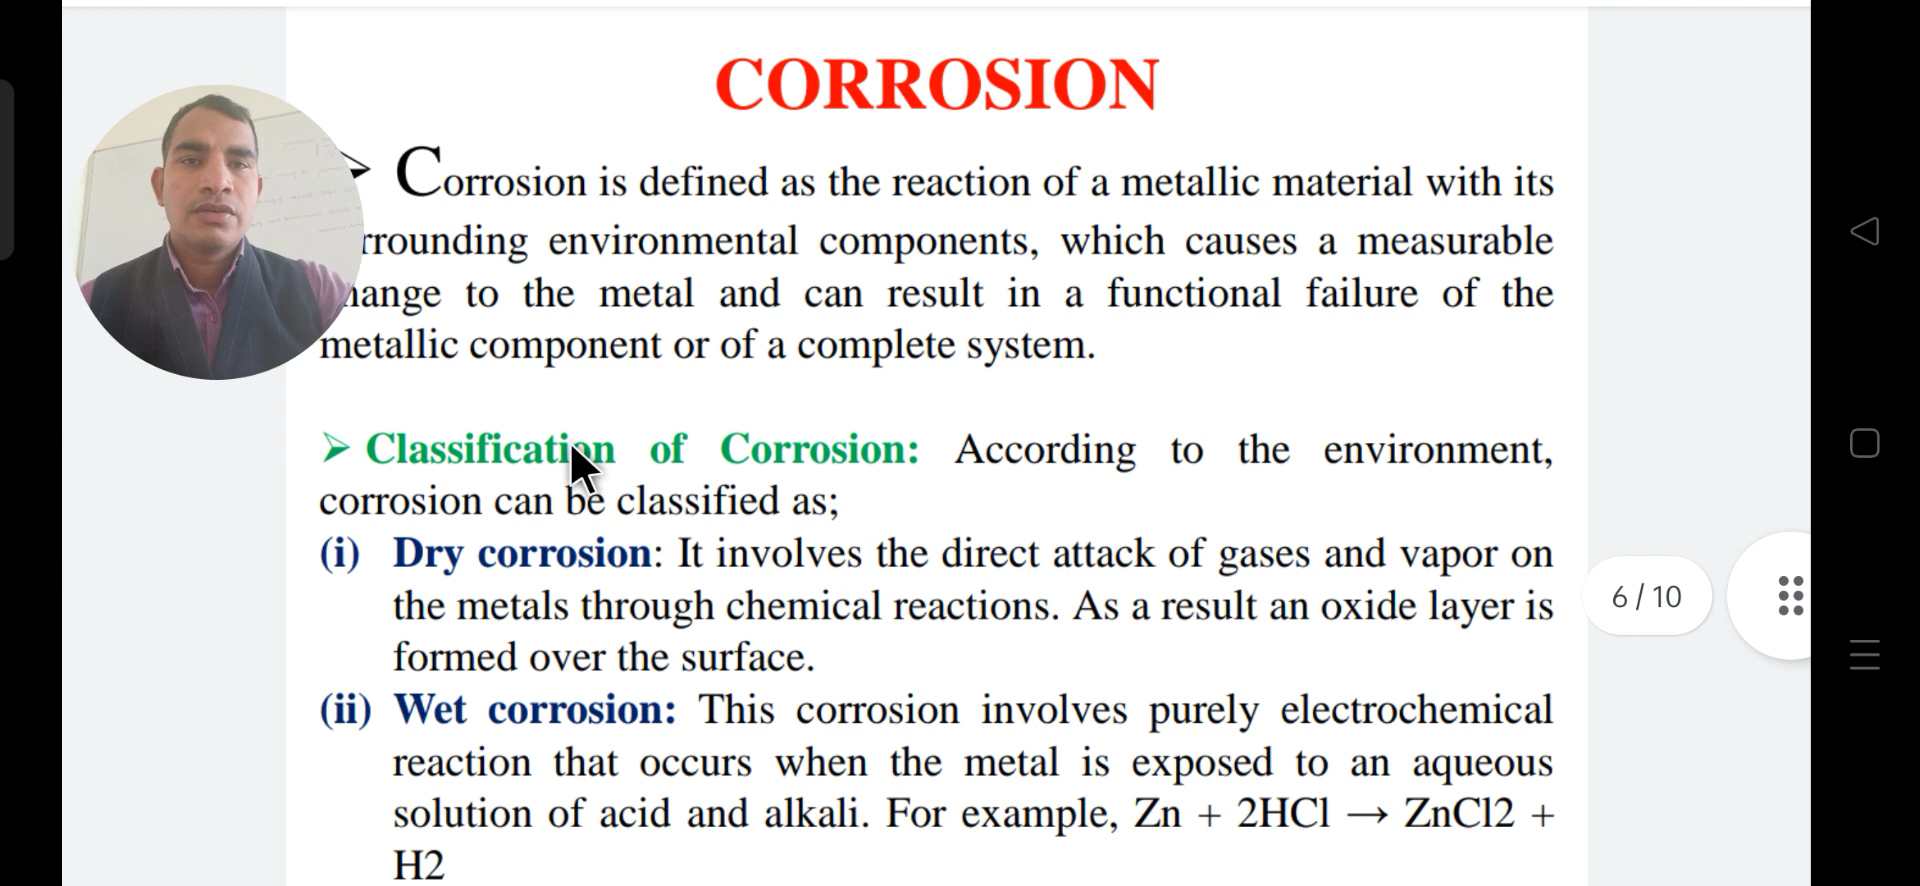 CORROSION
➢ Corrosion is defined as the reaction of a metallic material with its
rrounding environmental components, which causes a measurable
ange to the metal and can result in a functional failure of the
metallic component or of a complete system.
➢ Classification of Corrosion: According to the environment,
corrosion can be classified as;
(i) Dry corrosion: It involves the direct attack of gases and vapor on
the metals through chemical reactions. As a result an oxide layer is
formed over the surface.
(ii) Wet corrosion: This corrosion involves purely electrochemical
reaction that occurs when the metal is exposed to an aqueous
solution of acid and alkali. For example, Zn + 2HCl → ZnCl2 +
H2
6 / 10